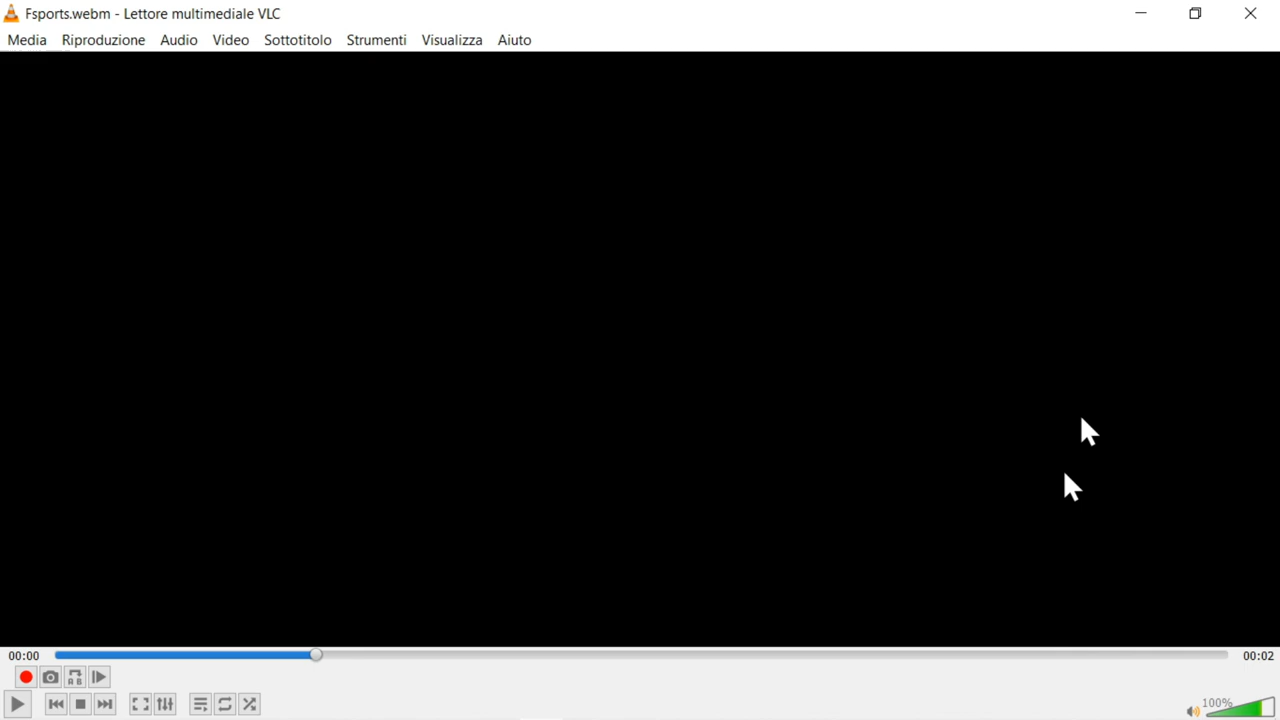 Fsports.webm - Lettore multimediale VLC
Media Riproduzione Audio Video Sottotitolo Strumenti Visualizza Aiuto
00:00 00:02
A B
100%